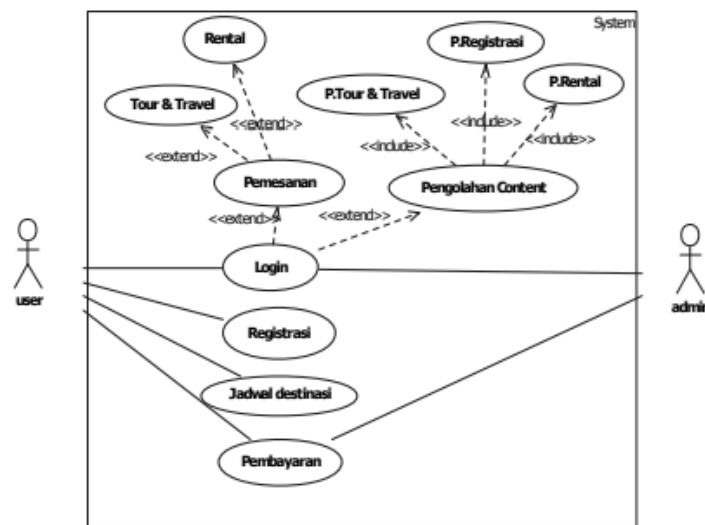 System
Rental
P.Registrasi
P.Rental
Tour & Travel
P.Tour & Travel
<<extend>>
<<include>>
<<extend>>
<<include>>
<<include>>
Pemesanan
Pengolahan Content
<<extend>>
<<extend>>
Login
user
admin
Registrasi
Jadwal destinasi
Pembayaran